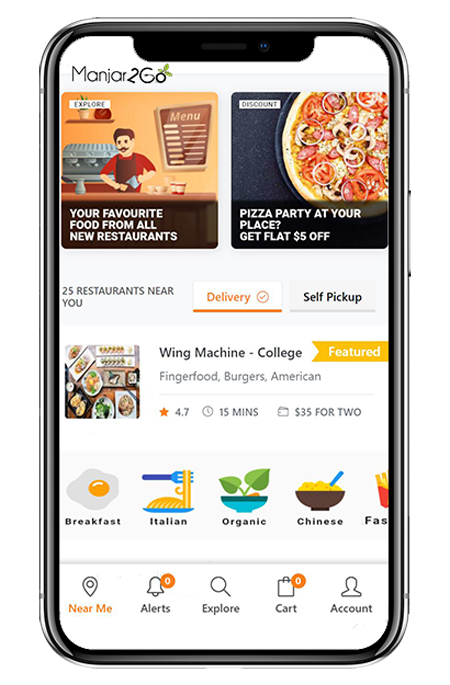 Manjar2Go
EXPLORE
Menu
YOUR FAVOURITE
FOOD FROM ALL
NEW RESTAURANTS
DISCOUNT
PIZZA PARTY AT YOUR
PLACE?
GET FLAT $5 OFF
25 RESTAURANTS NEAR
YOU
Delivery
Self Pickup
Wing Machine - College
Featured
Fingerfood, Burgers, American
4.7
15 MINS
$35 FOR TWO
Breakfast
Italian
Organic
Chinese
Fas
0
0
Near Me
Alerts
Explore
Cart
Account